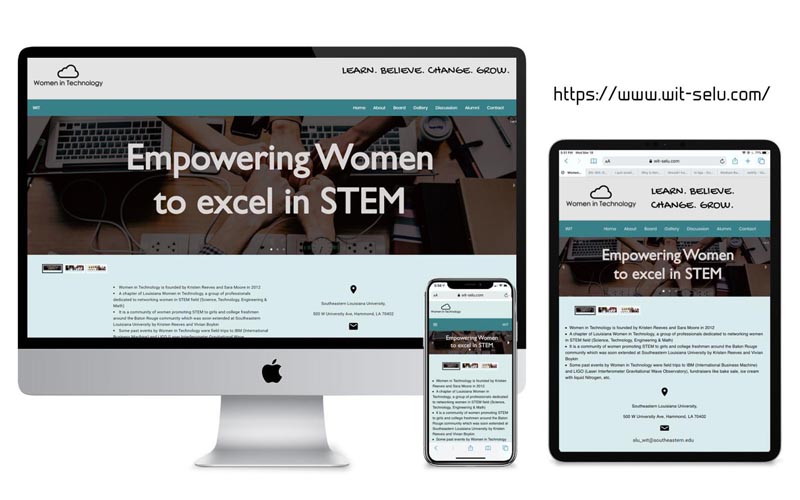 Women in Technology
LEARN. BELIEVE. CHANGE. GROW.
https://www.wit-selu.com/
WIT
Home About Board Gallery Discussion Alumni Contact
Empowering Women
to excel in STEM
Women in Technology is founded by Kristen Reeves and Sara Moore in 2012
A chapter of Louisiana Women in Technology, a group of professionals
dedicated to networking women in STEM field (Science, Technology, Engineering &
Math)
It is a community of women promoting STEM to girls and college freshmen around
the Baton Rouge community which was soon extended at Southeastern
Louisiana University by Kristen Reeves and Vivian Boykin
Some past events by Women in Technology were field trips to IBM (International
Business Machine) and LIGO (Laser Interferometer Gravitational Wave
Southeastern Louisiana University,
500 W University Ave, Hammond, LA 70402
AA wit-selu.com
Women in Technology
WIT
Empowering Women
to excel in STEM
Women in Technology is founded by Kristen
Reeves and Sara Moore in 2012
A chapter of Louisiana Women in
Technology, a group of professionals
dedicated to networking women in STEM
field (Science, Technology, Engineering &
Math)
It is a community of women promoting STEM
to girls and college freshmen around the
Baton Rouge community which was soon
extended at Southeastern Louisiana
University by Kristen Reeves and Vivian
Boykin
Some past events by Women in Technology
AA wit-selu.com
Women in Technology
LEARN. BELIEVE.
CHANGE. GROW.
WIT
Home About Board Gallery Discussion Alumni Contact
Empowering Women
to excel in STEM
Women in Technology is founded by Kristen Reeves and Sara Moore in 2012
A chapter of Louisiana Women in Technology, a group of professionals dedicated to networking women in
STEM field (Science, Technology, Engineering & Math)
It is a community of women promoting STEM to girls and college freshmen around the Baton Rouge
community which was soon extended at Southeastern Louisiana University by Kristen Reeves and Vivian
Boykin
Some past events by Women in Technology were field trips to IBM (International Business Machine)
and LIGO (Laser Interferometer Gravitational Wave Observatory), fundraisers like bake sale, ice cream
with liquid Nitrogen, etc.
Southeastern Louisiana University,
500 W University Ave, Hammond, LA 70402
slu_wit@southeastern.edu